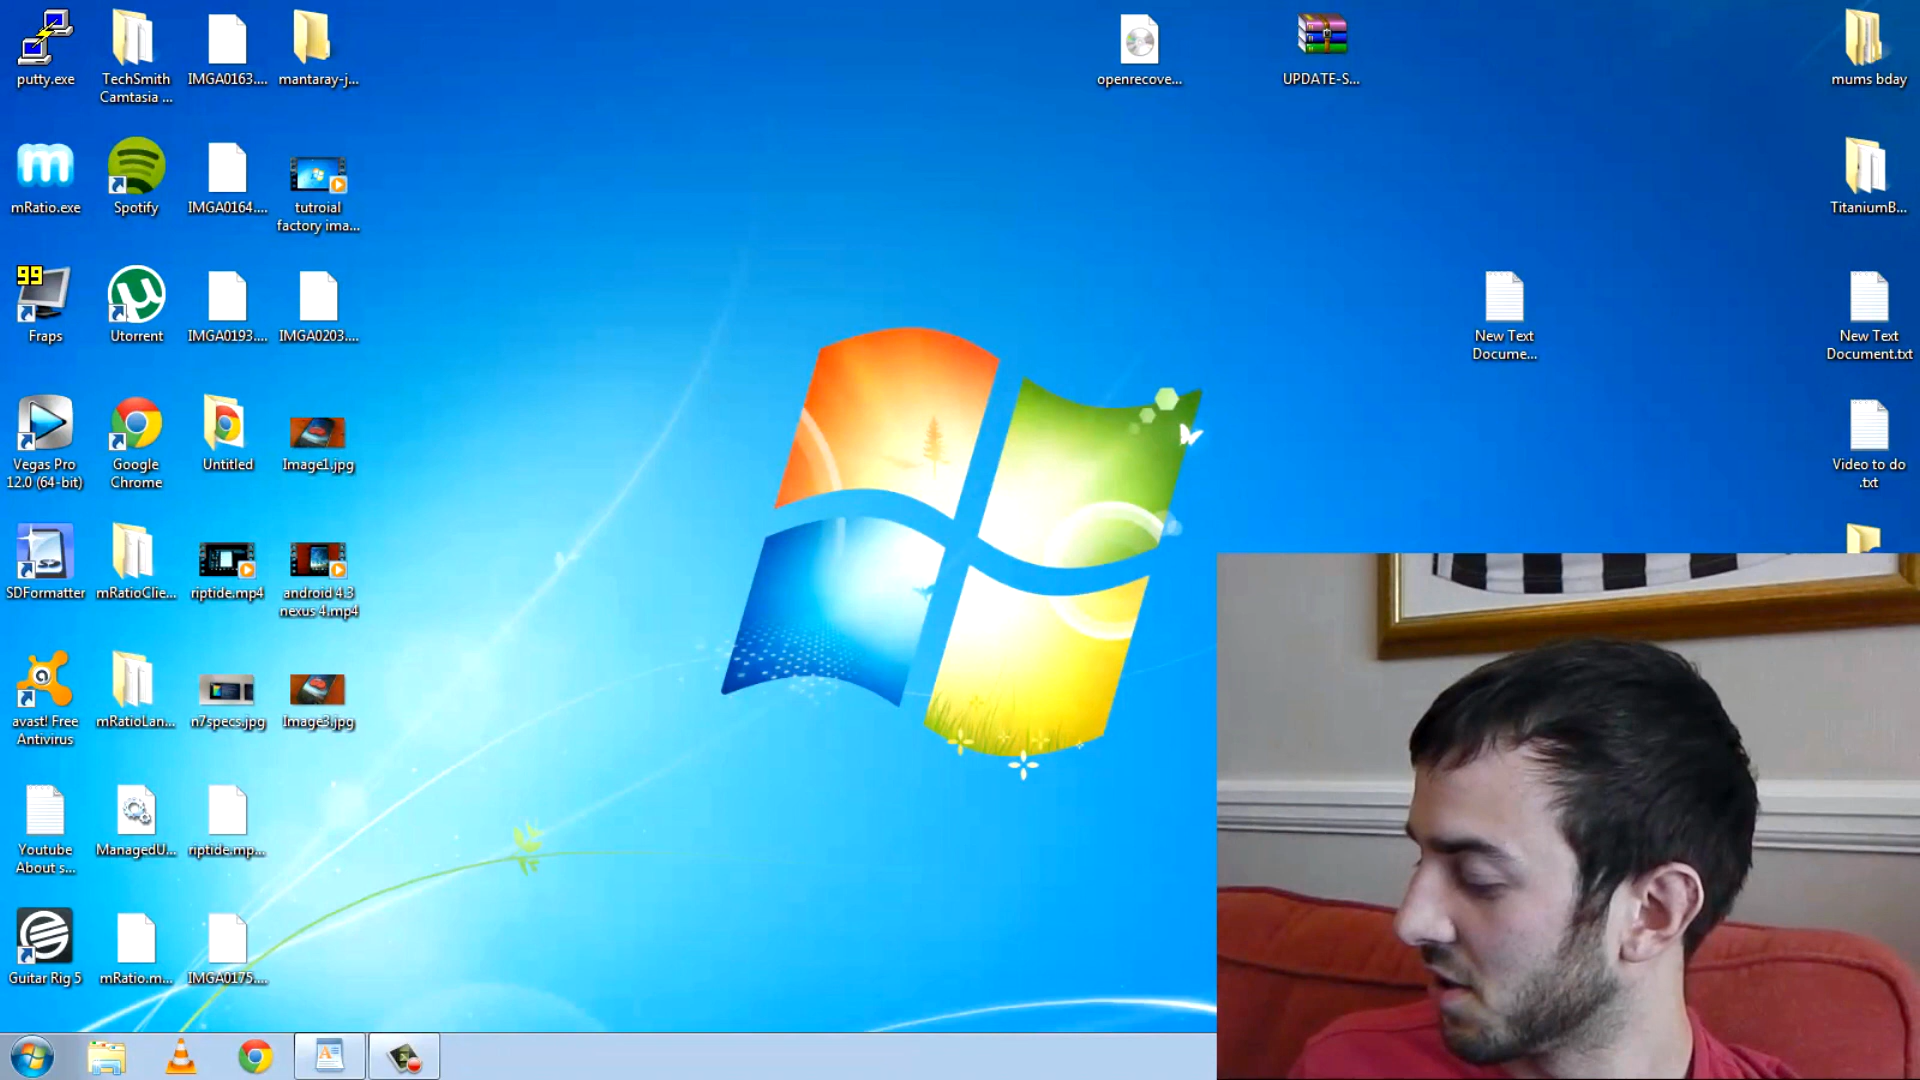 putty.exe
TechSmith
Camtasia ...
IMGA0163....
mantaray-j...
openrecove...
UPDATE-S...
mums bday
mRatio.exe
Spotify
IMGA0164....
tutroial
factory ima...
TitaniumB...
99
Fraps
Utorrent
IMGA0193....
IMGA0203....
New Text
Docume...
New Text
Document.txt
Vegas Pro
12.0 (64-bit)
Google
Chrome
Untitled
Image1.jpg
Video to do
.txt
SDFormatter
mRatioClie...
riptide.mp4
android 4.3
nexus 4.mp4
avast! Free
Antivirus
mRatioLan...
n7specs.jpg
Image3.jpg
Youtube
About s...
ManagedU...
riptide.mp...
Guitar Rig 5
mRatio.m...
IMGA0175....